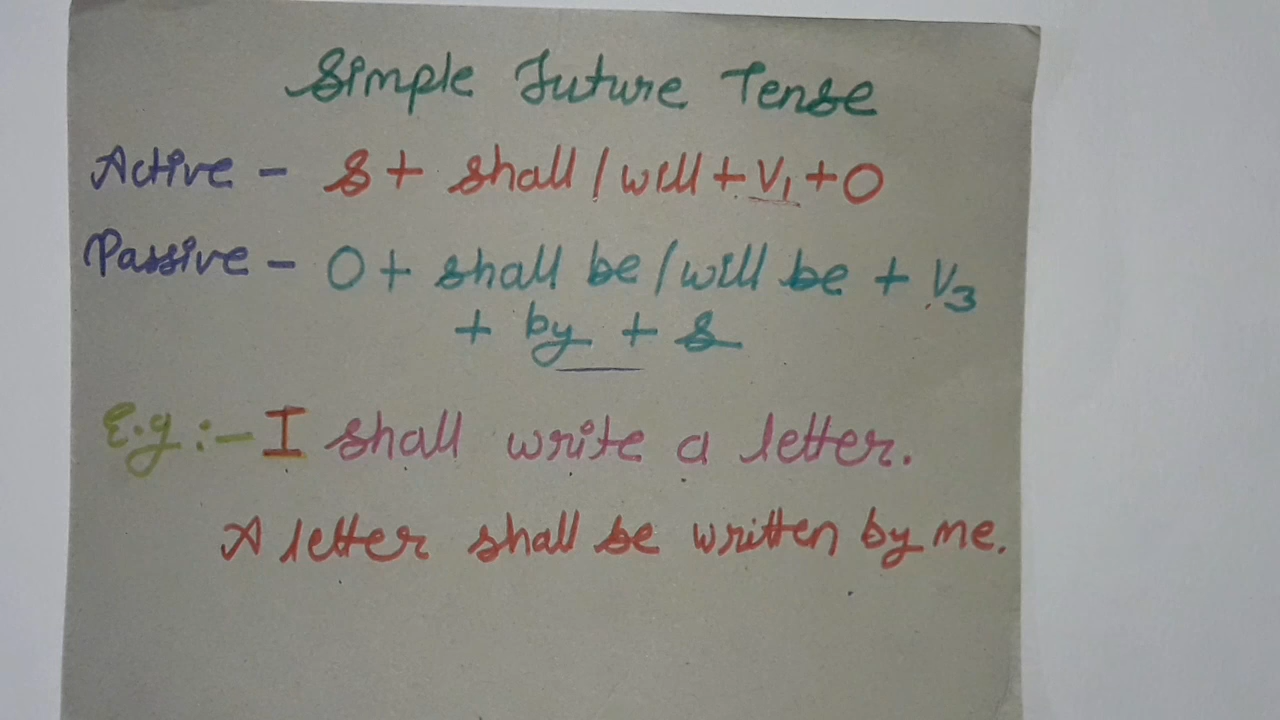 Simple Future Tense
Active - S + shall / will + V1 + O
Passive - O + shall be / will be + V3
+ by + S
E.g :- I shall write a letter.
A letter shall be written by me.